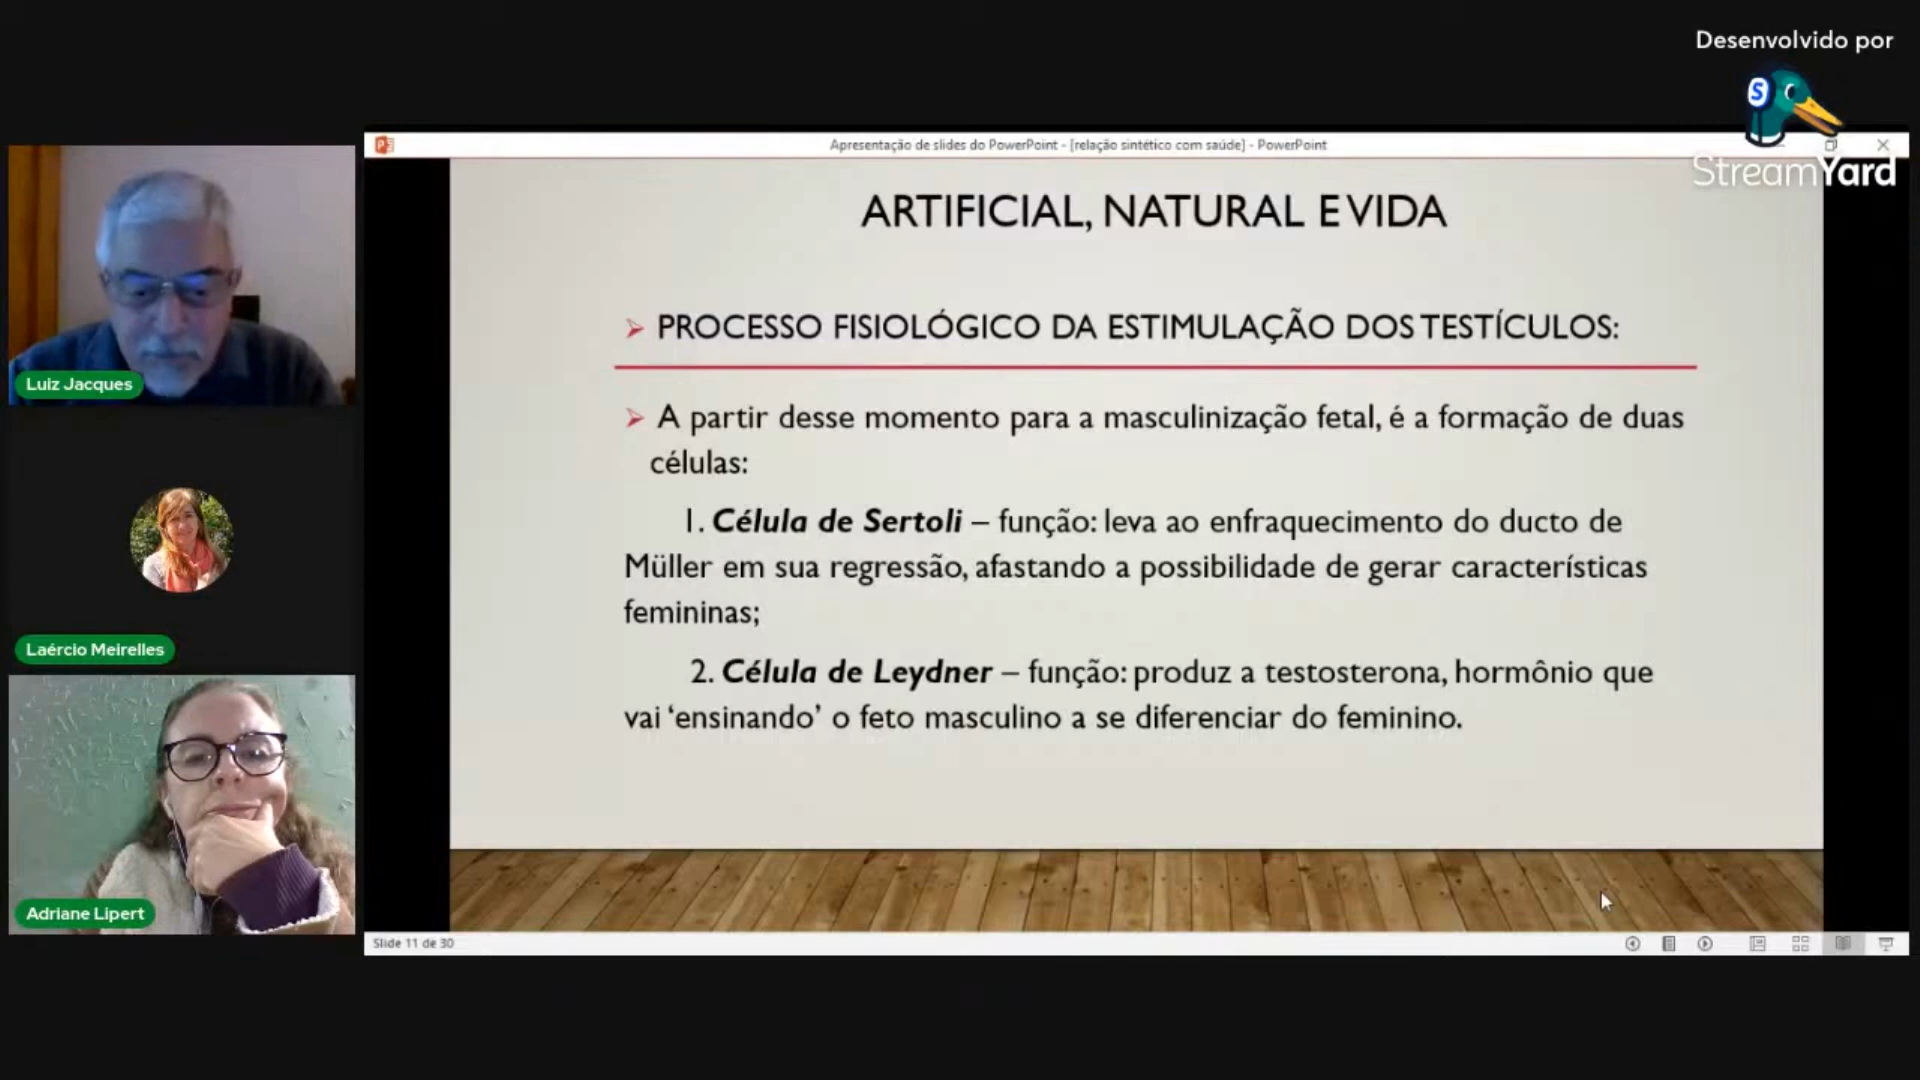 Desenvolvido por
StreamYard
Apresentação de slides do PowerPoint - [relação sintético com saúde] - PowerPoint
ARTIFICIAL, NATURAL E VIDA
PROCESSO FISIOLÓGICO DA ESTIMULAÇÃO DOS TESTÍCULOS:
A partir desse momento para a masculinização fetal, é a formação de duas
células:
1. Célula de Sertoli – função: leva ao enfraquecimento do ducto de
Müller em sua regressão, afastando a possibilidade de gerar características
femininas;
2. Célula de Leydner – função: produz a testosterona, hormônio que
vai ‘ensinando’ o feto masculino a se diferenciar do feminino.
Slide 11 de 30
Luiz Jacques
Laércio Meirelles
Adriane Lipert